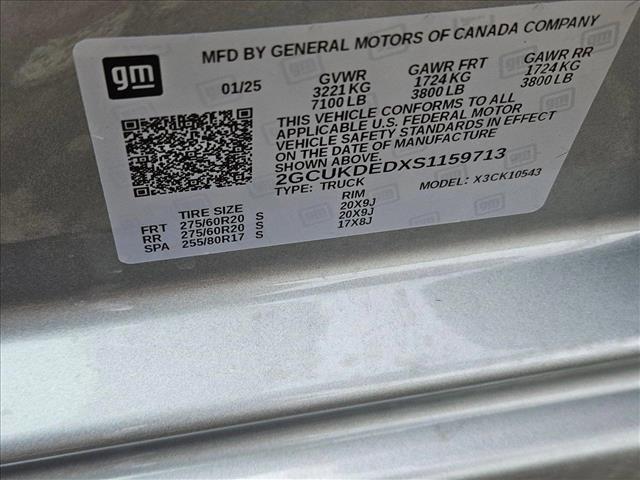 gm
MFD BY GENERAL MOTORS OF CANADA COMPANY
01/25 GVWR GAWR FRT GAWR RR
3221 KG 1724 KG 1724 KG
7100 LB 3800 LB 3800 LB
THIS VEHICLE CONFORMS TO ALL
APPLICABLE U.S. FEDERAL MOTOR
VEHICLE SAFETY STANDARDS IN EFFECT
ON THE DATE OF MANUFACTURE
SHOWN ABOVE.
2GCUKDEDXS1159713
TYPE: TRUCK MODEL: X3CK10543
TIRE SIZE RIM
FRT 275/60R20 S 20X9J
RR 275/60R20 S 20X9J
SPA 255/80R17 S 17X8J